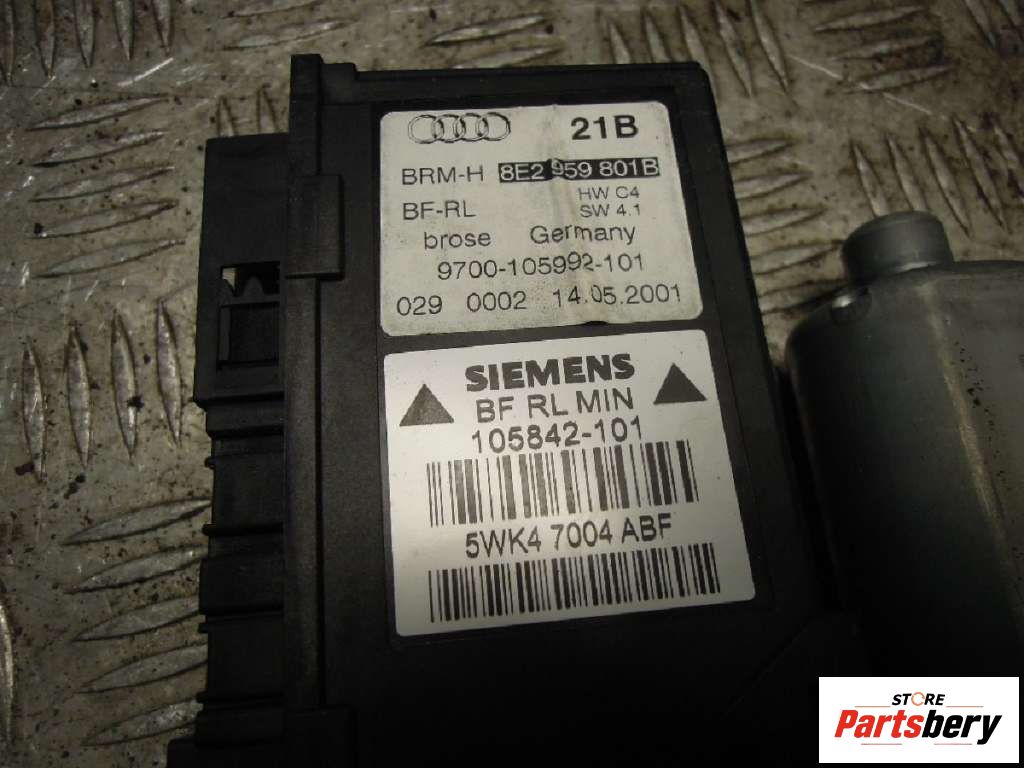 21B
BRM-H 8E2 959 801B
HW C4
BF-RL SW 4.1
brose Germany
9700-105992-101
029 0002 14.05.2001
SIEMENS
BF RL MIN
105842-101
5WK4 7004 ABF
STORE
Partsbery